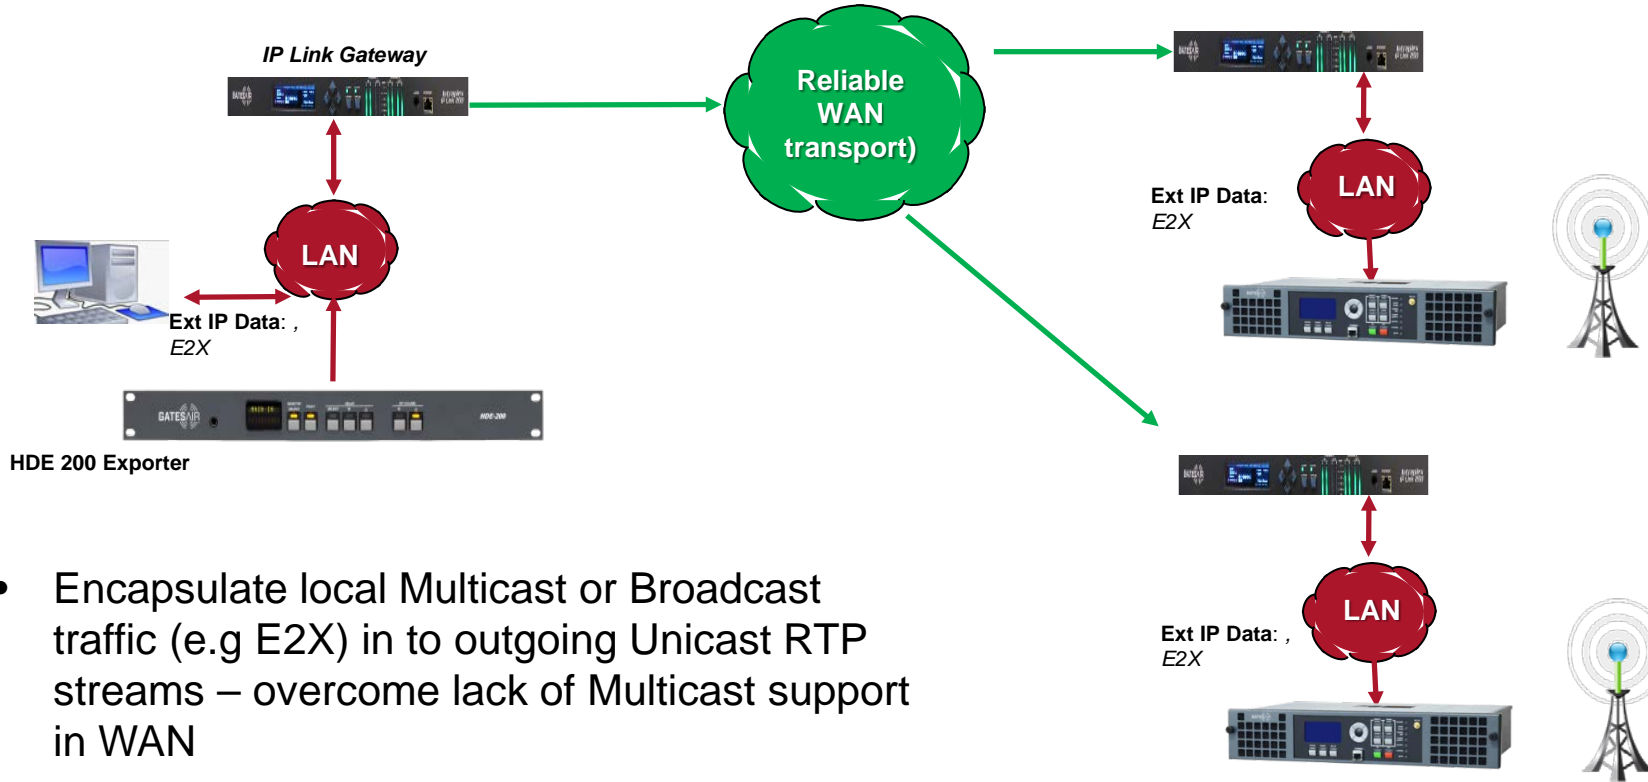 IP Link Gateway
Reliable
WAN
transport)
LAN
Ext IP Data: ,
E2X
GATESAIR
HDE-200
HDE 200 Exporter
Ext IP Data:
E2X
LAN
Ext IP Data: ,
E2X
LAN
• Encapsulate local Multicast or Broadcast
traffic (e.g E2X) in to outgoing Unicast RTP
streams – overcome lack of Multicast support
in WAN